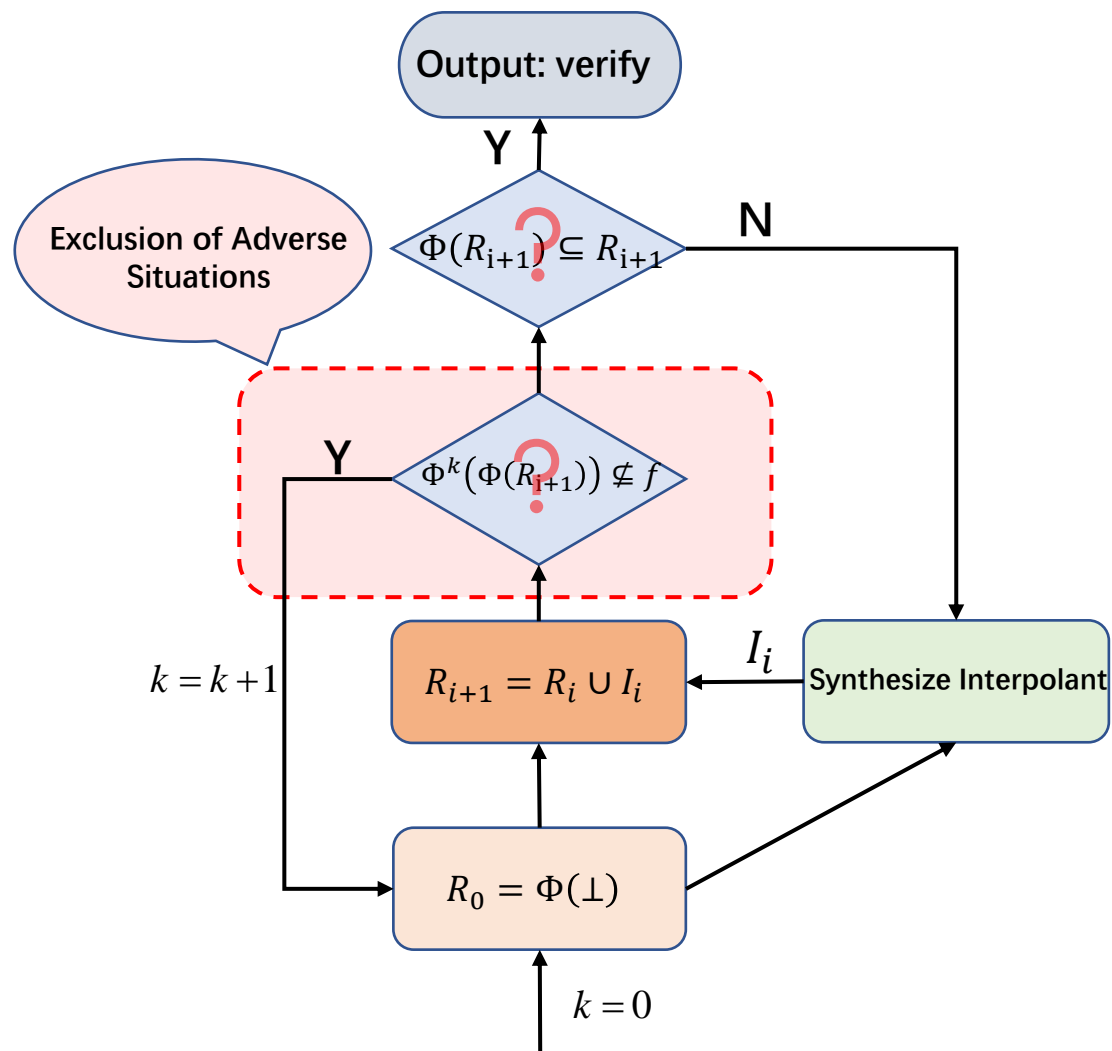 Output: verify
Y
Φ(R_{i+1}) ⊆ R_{i+1}
?
N
Exclusion of Adverse
Situations
Y
Φ^k(Φ(R_{i+1})) ⊈ f
?
k = k+1
R_{i+1} = R_i ∪ I_i
I_i
Synthesize Interpolant
R_0 = Φ(⊥)
k = 0